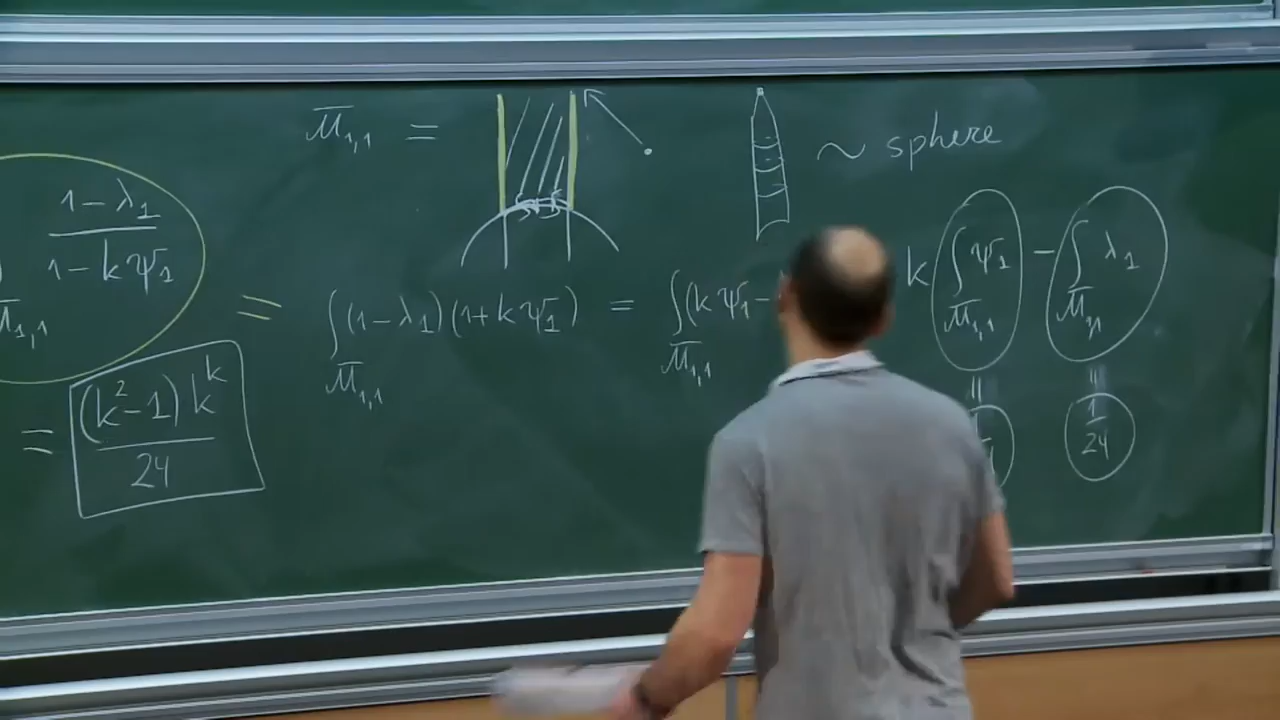 M̅₁,₁ =
~ sphere
1 - λ₁ / 1 - kψ₁
M̅₁,₁
= ∫ (1-λ₁)(1+kψ₁) = ∫ (kψ₁ -
M̅₁,₁ M̅₁,₁
k ∫ ψ₁ - ∫ λ₁
M̅₁,₁ M̅₁,₁
= (k²-1) kᵏ / 24
= =
1/24